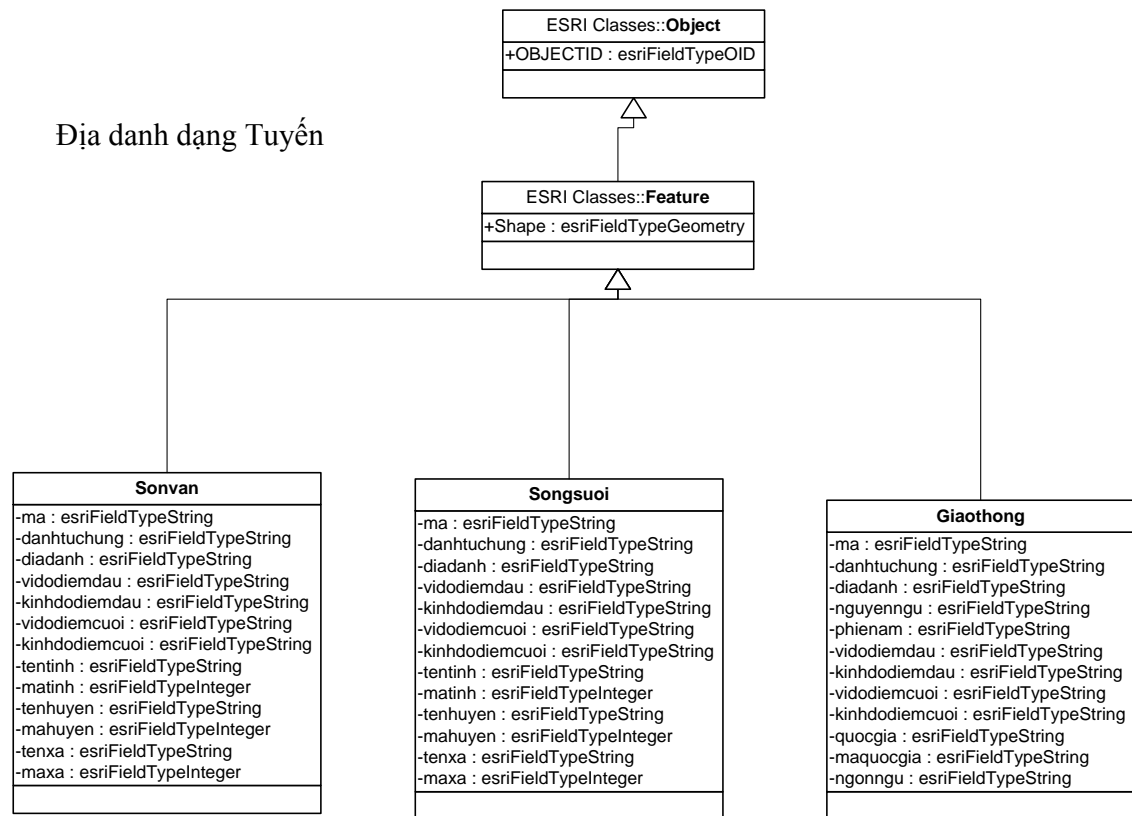 ESRI Classes::Object
+OBJECTID : esriFieldTypeOID
Địa danh dạng Tuyến
ESRI Classes::Feature
+Shape : esriFieldTypeGeometry
Sonvan
-ma : esriFieldTypeString
-danhtuchung : esriFieldTypeString
-diadanh : esriFieldTypeString
-vidodiemdau : esriFieldTypeString
-kinhdodiemdau : esriFieldTypeString
-vidodiemcuoi : esriFieldTypeString
-kinhdodiemcuoi : esriFieldTypeString
-tentinh : esriFieldTypeString
-matinh : esriFieldTypeInteger
-tenhuyen : esriFieldTypeString
-mahuyen : esriFieldTypeInteger
-tenxa : esriFieldTypeString
-maxa : esriFieldTypeInteger
Songsuoi
-ma : esriFieldTypeString
-danhtuchung : esriFieldTypeString
-diadanh : esriFieldTypeString
-vidodiemdau : esriFieldTypeString
-kinhdodiemdau : esriFieldTypeString
-vidodiemcuoi : esriFieldTypeString
-kinhdodiemcuoi : esriFieldTypeString
-tentinh : esriFieldTypeString
-matinh : esriFieldTypeInteger
-tenhuyen : esriFieldTypeString
-mahuyen : esriFieldTypeInteger
-tenxa : esriFieldTypeString
-maxa : esriFieldTypeInteger
Giaothong
-ma : esriFieldTypeString
-danhtuchung : esriFieldTypeString
-diadanh : esriFieldTypeString
-nguyenngu : esriFieldTypeString
-phienam : esriFieldTypeString
-vidodiemdau : esriFieldTypeString
-kinhdodiemdau : esriFieldTypeString
-vidodiemcuoi : esriFieldTypeString
-kinhdodiemcuoi : esriFieldTypeString
-quocgia : esriFieldTypeString
-maquocgia : esriFieldTypeString
-ngonngu : esriFieldTypeString